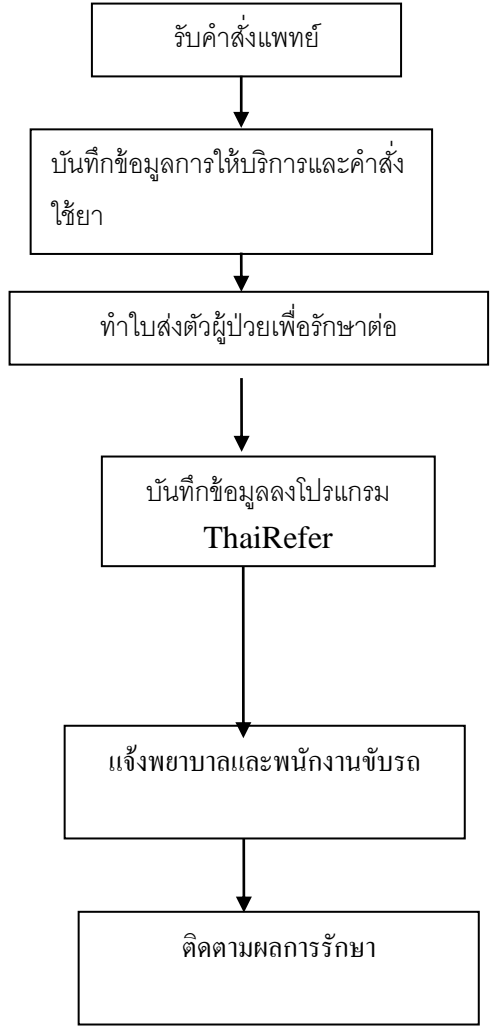 รับคำสั่งแพทย์
บันทึกข้อมูลการให้บริการและคำสั่ง
ใช้ยา
ทำใบส่งตัวผู้ป่วยเพื่อรักษาต่อ
บันทึกข้อมูลลงโปรแกรม
ThaiRefer
แจ้งพยาบาลและพนักงานขับรถ
ติดตามผลการรักษา